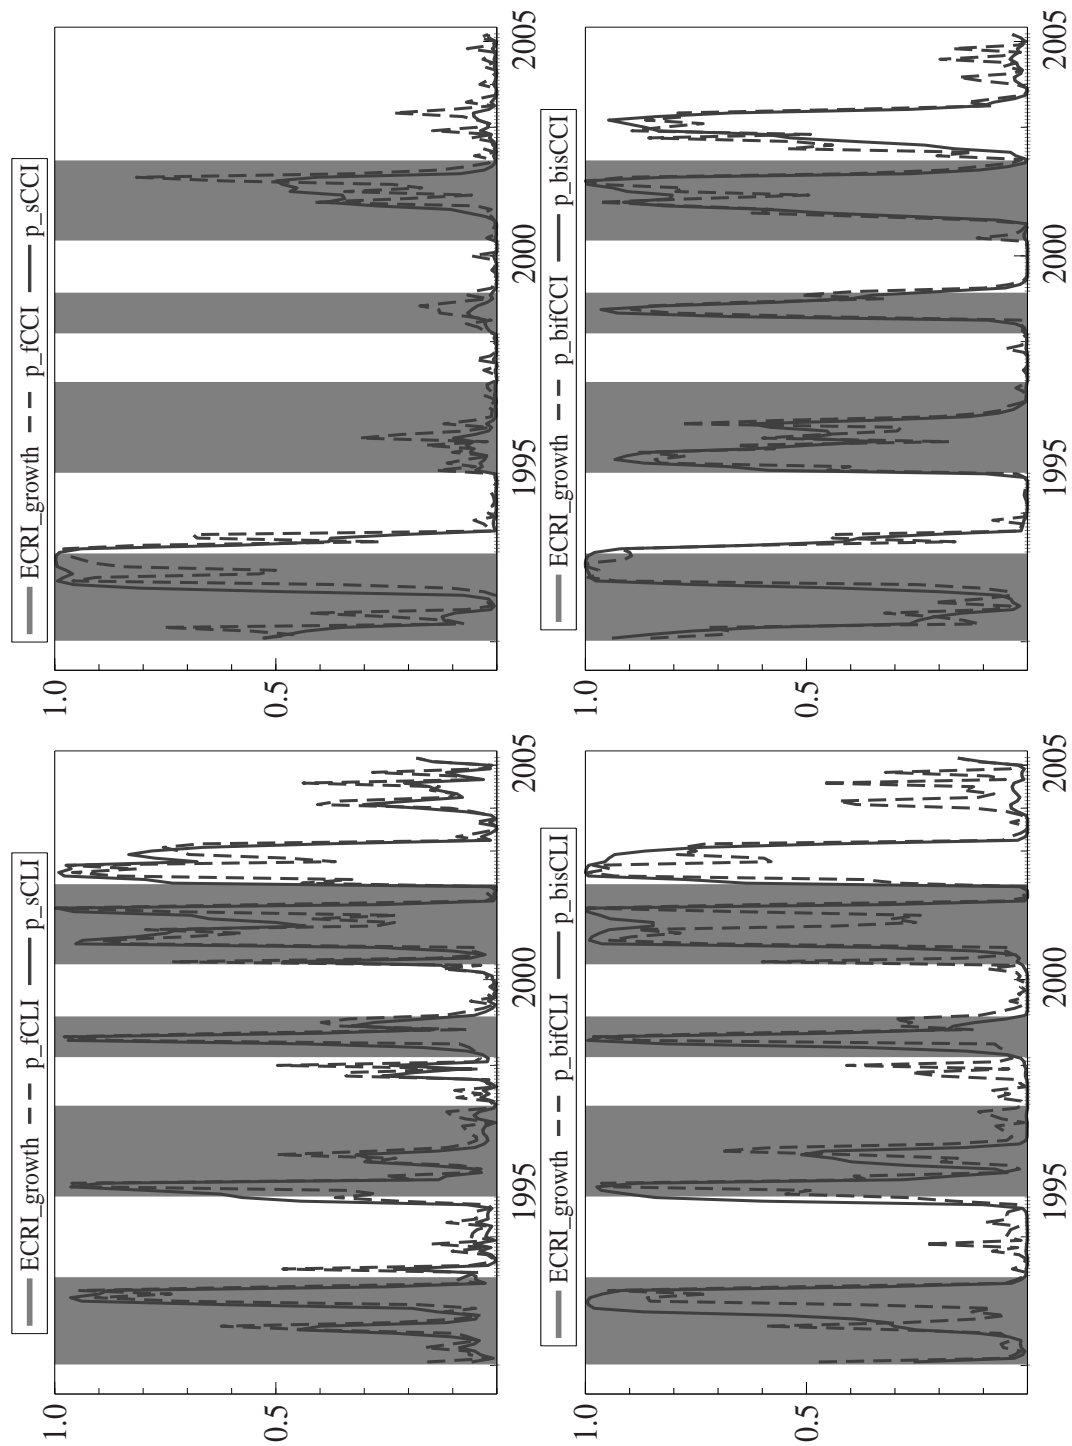 ECRI_growth p_fCLI p_sCLI
1.0
0.5
1995 2000 2005
ECRI_growth p_fCCI p_sCCI
1.0
0.5
1995 2000 2005
ECRI_growth p_bifCLI p_bisCLI
1.0
0.5
1995 2000 2005
ECRI_growth p_bifCCI p_bisCCI
1.0
0.5
1995 2000 2005